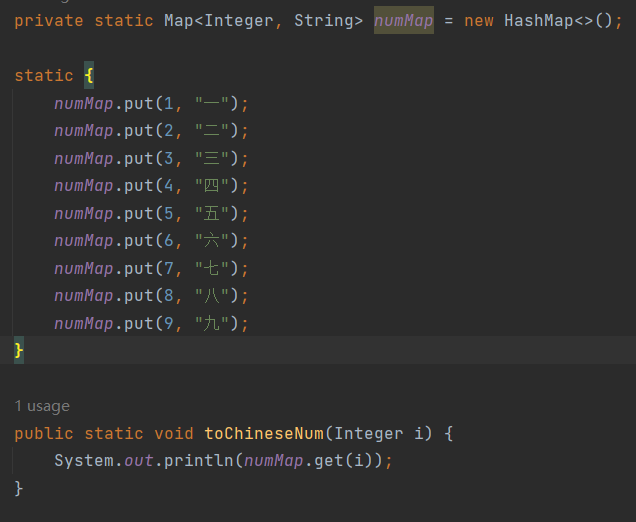 private static Map<Integer, String> numMap = new HashMap<>();
static {
numMap.put(1, "一");
numMap.put(2, "二");
numMap.put(3, "三");
numMap.put(4, "四");
numMap.put(5, "五");
numMap.put(6, "六");
numMap.put(7, "七");
numMap.put(8, "八");
numMap.put(9, "九");
}
1 usage
public static void toChineseNum(Integer i) {
System.out.println(numMap.get(i));
}